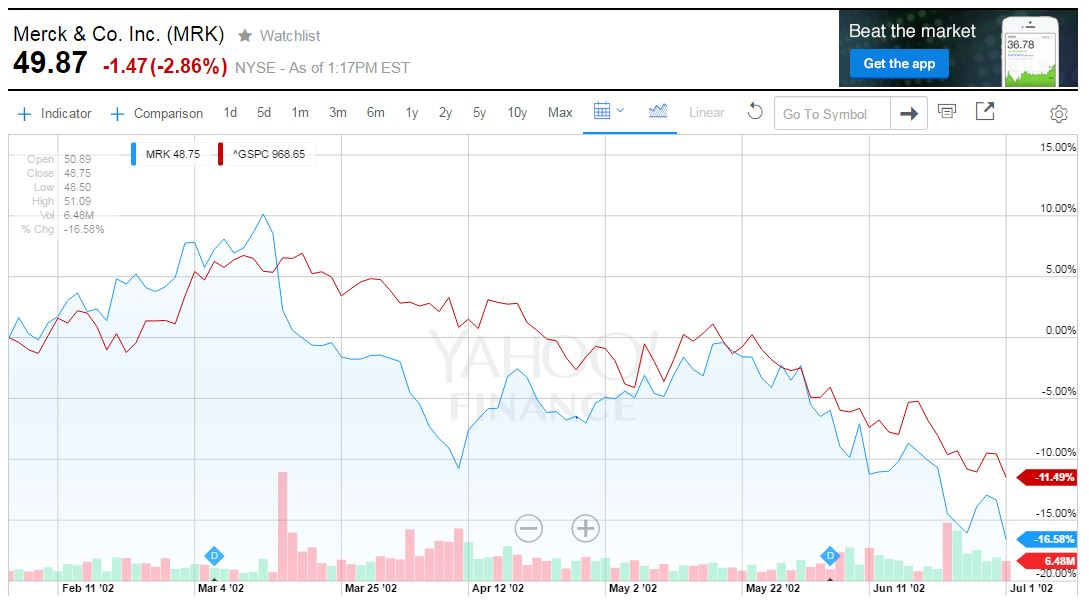 Merck & Co. Inc. (MRK) Watchlist
49.87 -1.47 (-2.86%) NYSE - As of 1:17PM EST
Beat the market
Get the app
36.78
Indicator Comparison 1d 5d 1m 3m 6m 1y 2y 5y 10y Max Linear Go To Symbol
MRK 48.75 ^GSPC 968.65
Open 50.89
Close 48.75
Low 48.50
High 51.09
Vol 6.48M
% Chg -16.58%
15.00%
10.00%
5.00%
0.00%
-5.00%
-10.00%
-11.49%
-15.00%
-16.58%
6.48M
-20.00%
YAHOO!
FINANCE
D D
Feb 11 '02 Mar 4 '02 Mar 25 '02 Apr 12 '02 May 2 '02 May 22 '02 Jun 11 '02 Jul 1 '02